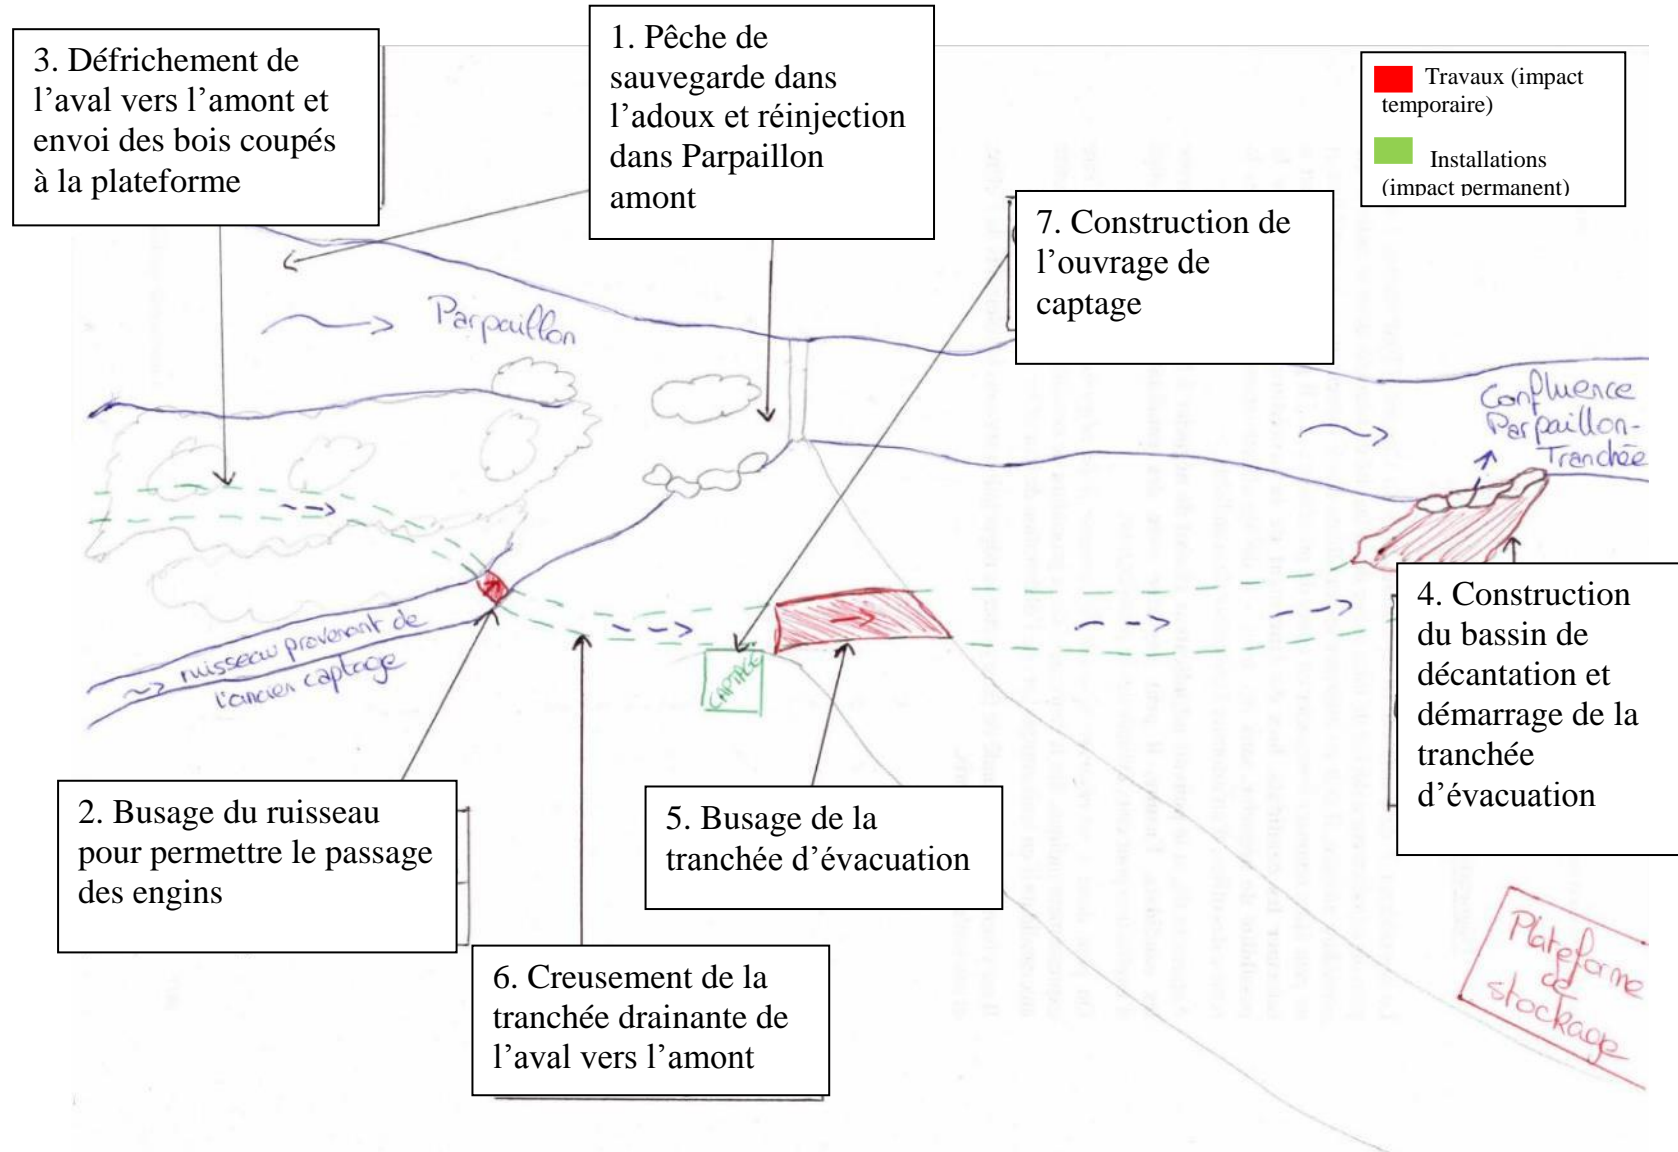 3. Défrichement de
l’aval vers l’amont et
envoi des bois coupés
à la plateforme
1. Pêche de
sauvegarde dans
l’adoux et réinjection
dans Parpaillon
amont
Travaux (impact
temporaire)
Installations
(impact permanent)
7. Construction de
l’ouvrage de
captage
Parpaillon
Confluence
Parpaillon-
Tranchée
ruisseau provenant de
l'ancien captage
CAPTAGE
4. Construction
du bassin de
décantation et
démarrage de la
tranchée
d’évacuation
2. Busage du ruisseau
pour permettre le passage
des engins
5. Busage de la
tranchée d’évacuation
6. Creusement de la
tranchée drainante de
l’aval vers l’amont
Plateforme
de
stockage